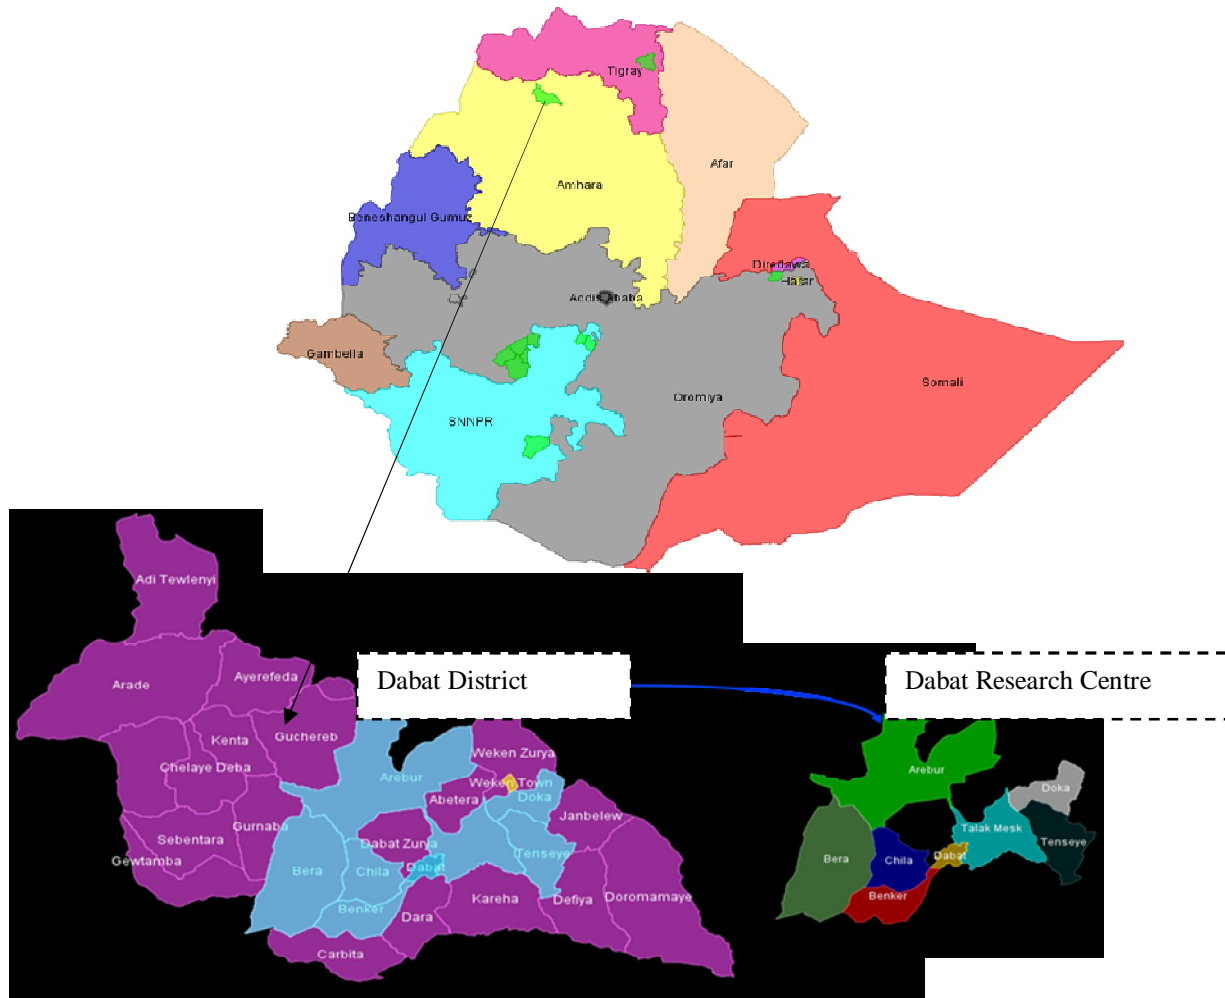 Tigray
Afar
Amhara
Beneshangul Gumuz
Diredawa
Harar
Addis Ababa
Gambella
Somali
Oromiya
SNNPR
Adi Tewlenyi
Ayerefeda
Arade
Dabat District
Dabat Research Centre
Guchereb
Kenta
Weken Zurya
Chelaye Deba
Arebur
Weken Town
Abetera
Doka
Janbelew
Gurnaba
Sebentara
Dabat Zurya
Gewtamba
Tenseye
Bera
Chila
Dabat
Kareha
Defiya
Doromamaye
Benker
Dara
Carbita
Arebur
Doka
Talak Mesk
Tenseye
Bera
Chila
Dabat
Benker